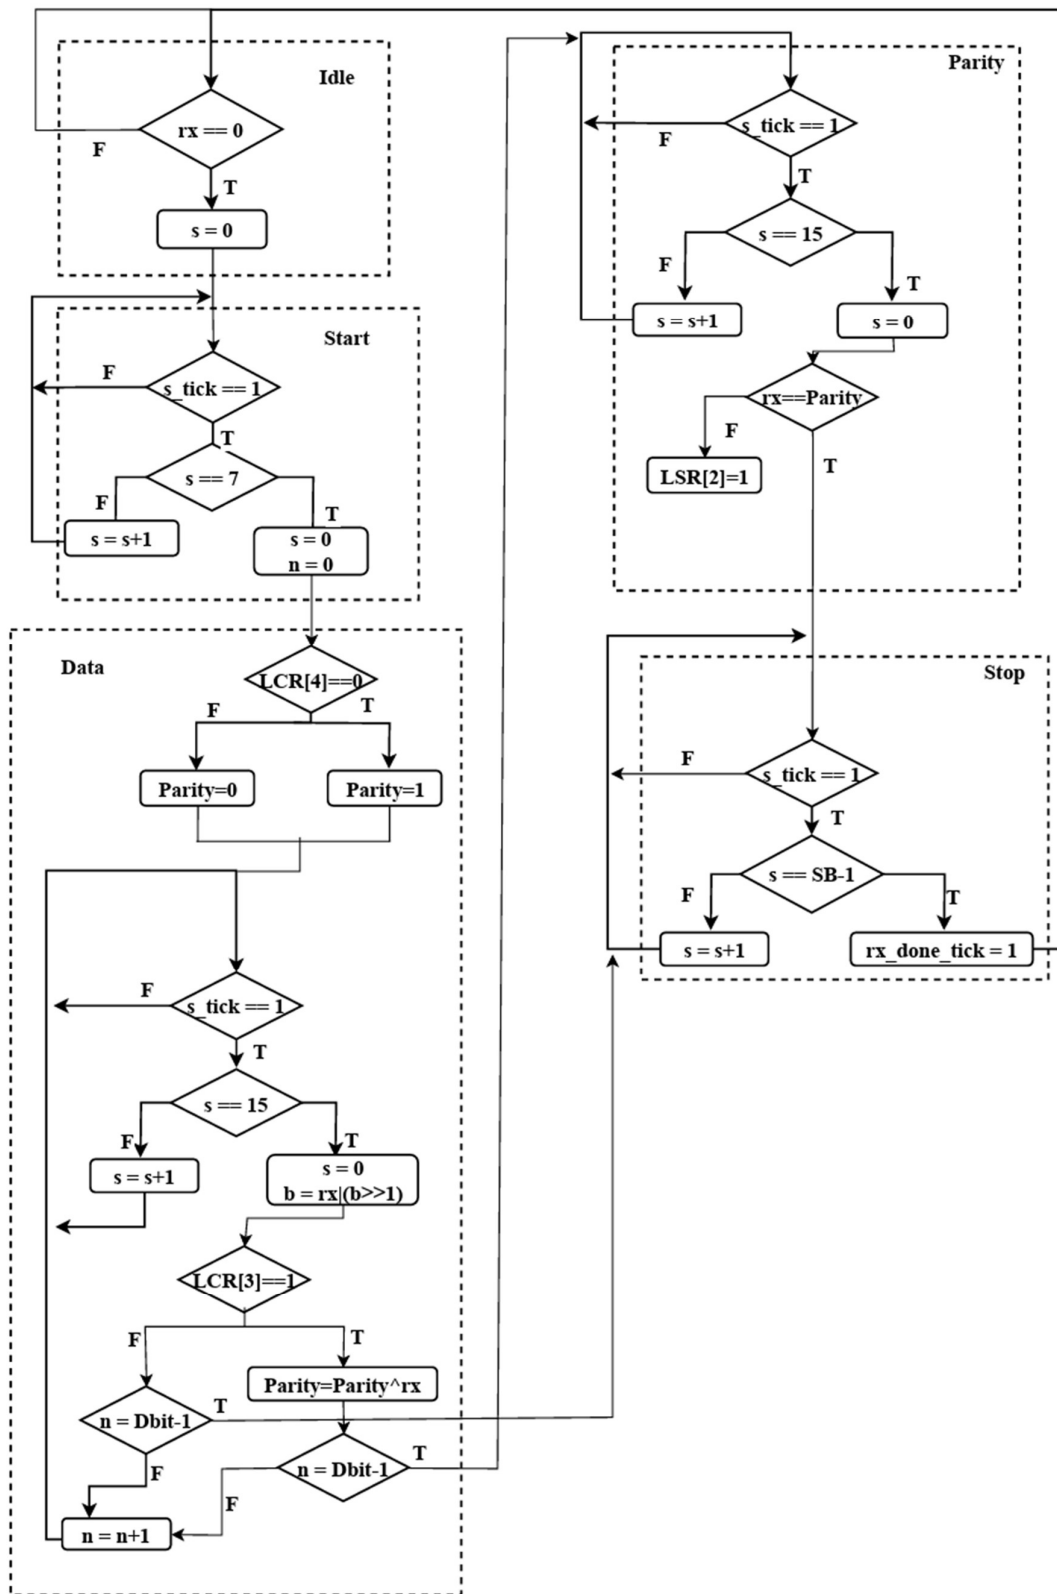 Idle
rx == 0
F
T
s = 0
Start
F
s_tick == 1
T
s == 7
F
T
s = s+1
s = 0
n = 0
Data
LCR[4]==0
F
T
Parity=0
Parity=1
F
s_tick == 1
T
s == 15
F
T
s = s+1
s = 0
b = rx|(b>>1)
LCR[3]==1
F
T
Parity=Parity^rx
n = Dbit-1
T
F
n = Dbit-1
T
F
n = n+1
Parity
s_tick == 1
F
T
s == 15
F
T
s = s+1
s = 0
rx==Parity
F
T
LSR[2]=1
Stop
F
s_tick == 1
T
s == SB-1
F
T
s = s+1
rx_done_tick = 1